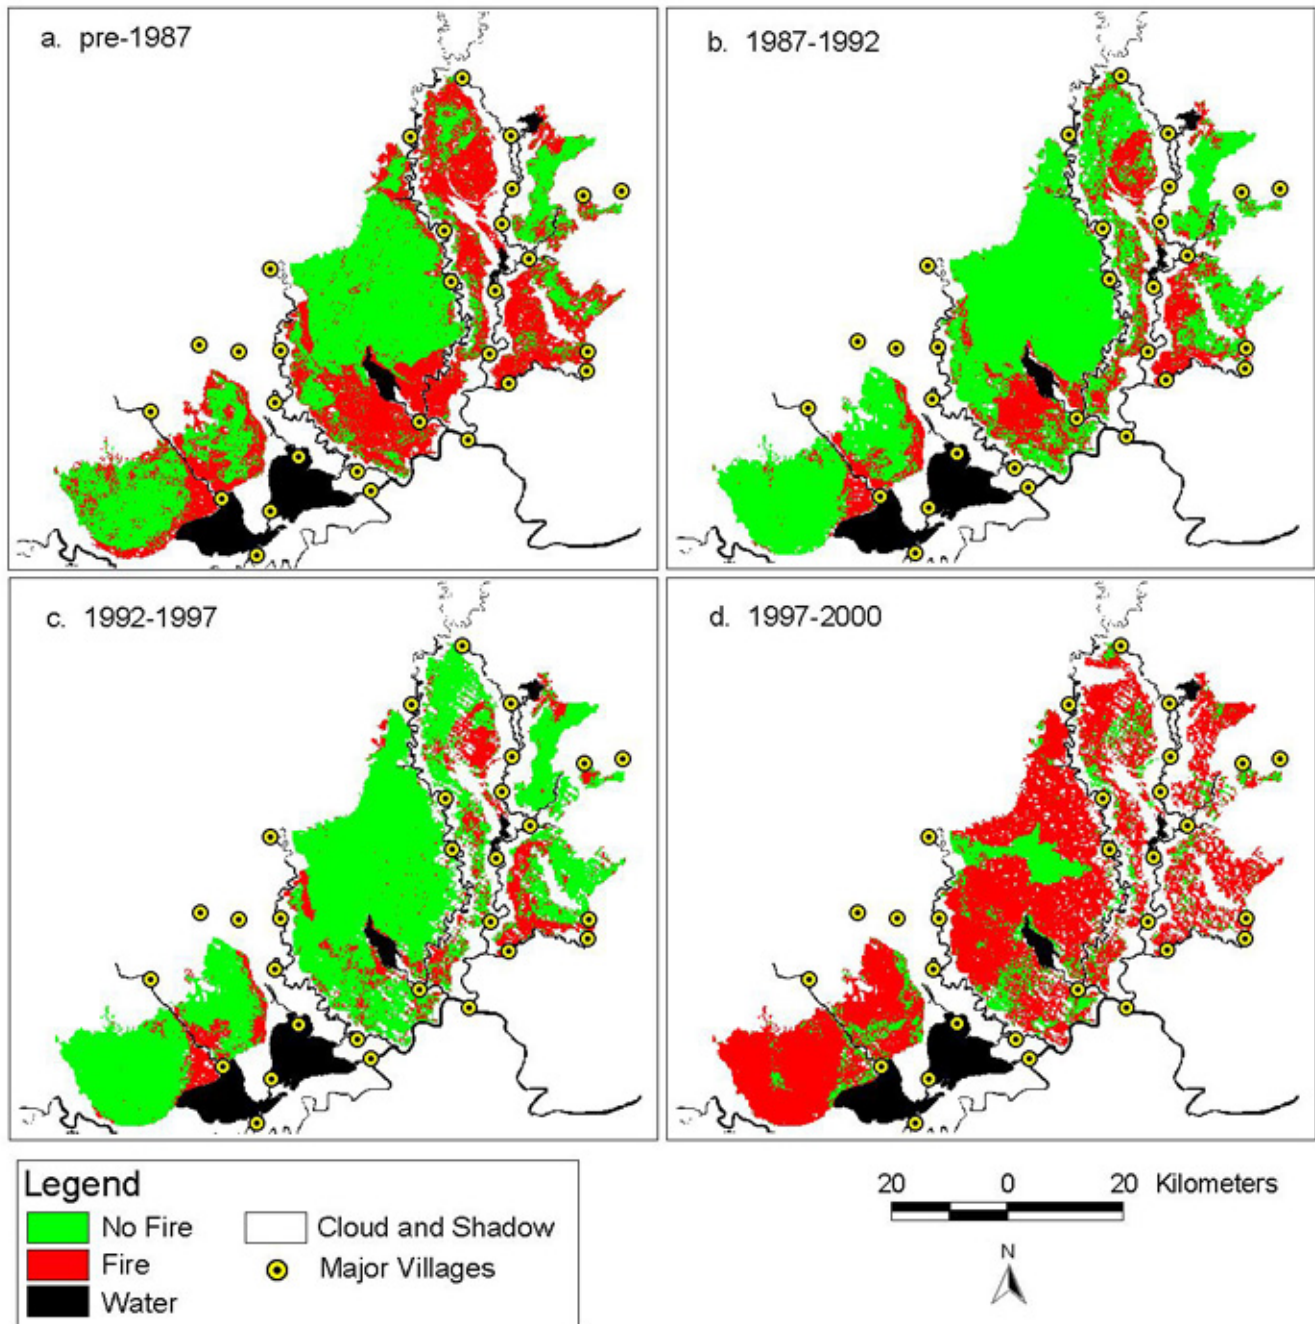 a. pre-1987
b. 1987-1992
c. 1992-1997
d. 1997-2000
Legend
No Fire
Fire
Water
Cloud and Shadow
Major Villages
20 0 20 Kilometers
N